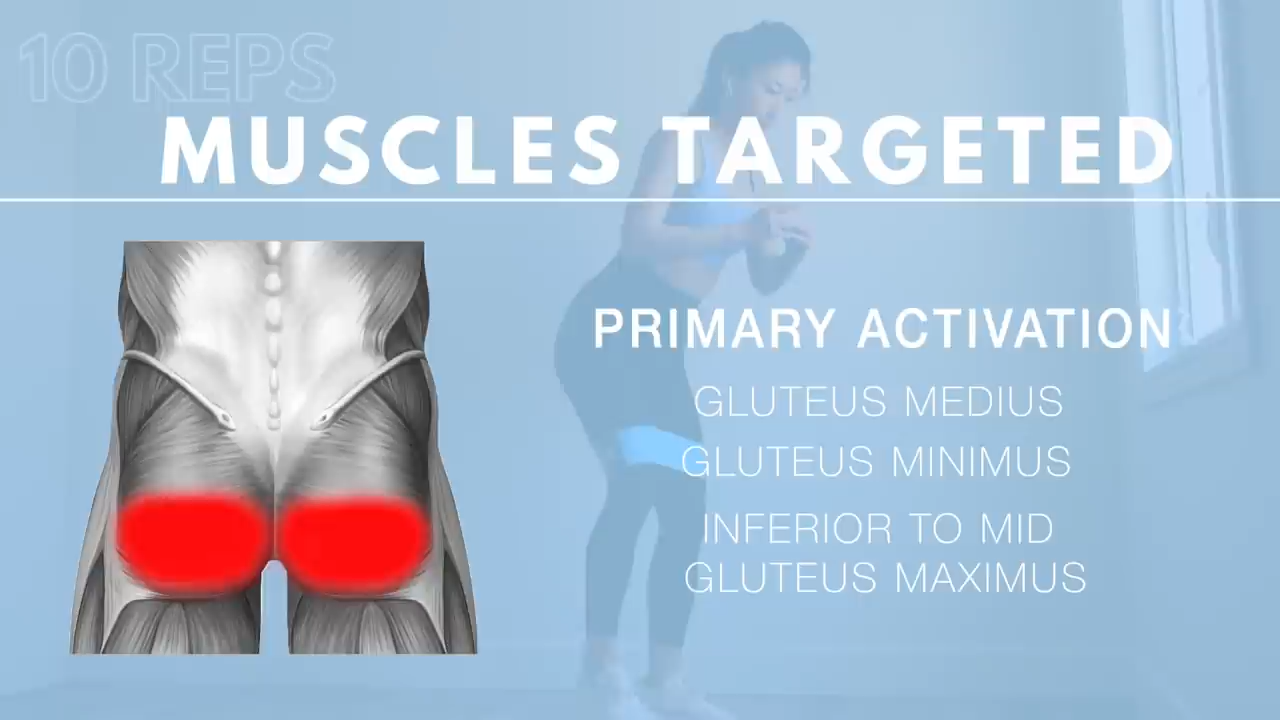 10 REPS
MUSCLES TARGETED
PRIMARY ACTIVATION
GLUTEUS MEDIUS
GLUTEUS MINIMUS
INFERIOR TO MID
GLUTEUS MAXIMUS